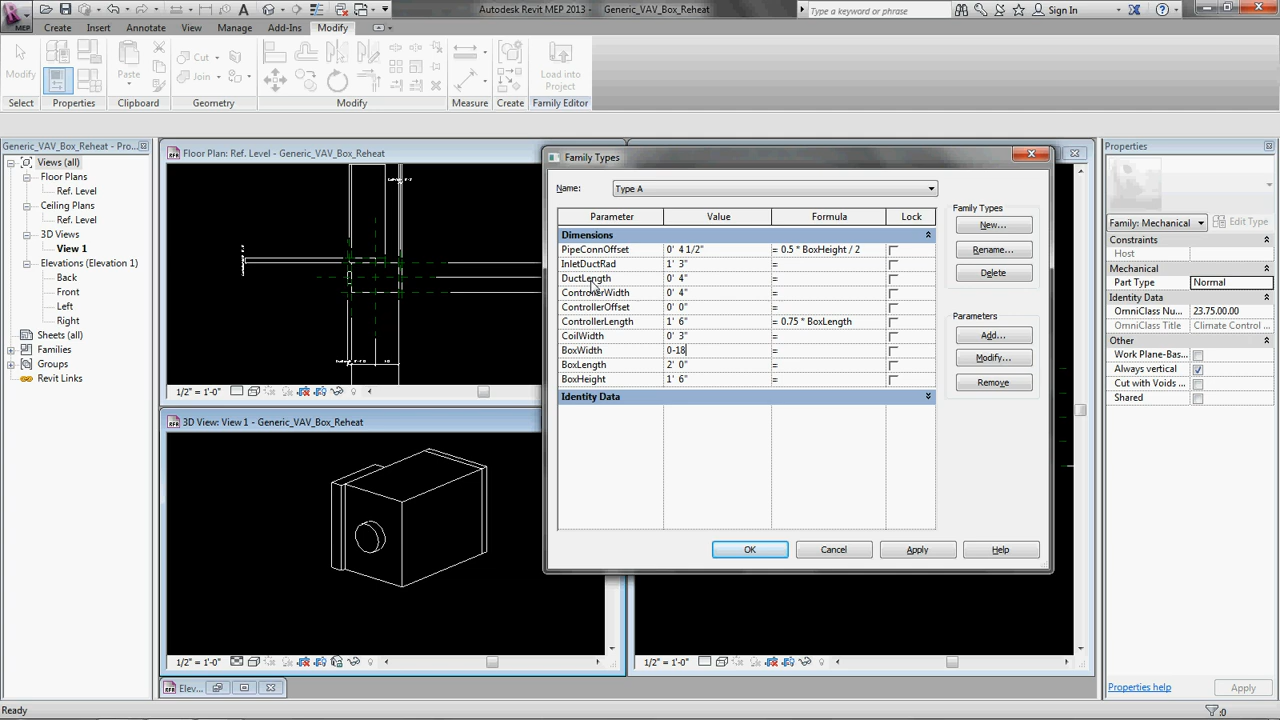 Autodesk Revit MEP 2013 - Generic_VAV_Box_Reheat
Type a keyword or phrase
Sign In
MEP
Create Insert Annotate View Manage Add-Ins Modify
Modify
Paste
Cut
Join
Load into
Project
Select Properties Clipboard Geometry Modify Measure Create Family Editor
Generic_VAV_Box_Reheat - Pro...
Views (all)
Floor Plans
Ref. Level
Ceiling Plans
Ref. Level
3D Views
View 1
Elevations (Elevation 1)
Back
Front
Left
Right
Sheets (all)
Families
Groups
Revit Links
Floor Plan: Ref. Level - Generic_VAV_Box_Reheat
1/2" = 1'-0"
3D View: View 1 - Generic_VAV_Box_Reheat
1/2" = 1'-0"
1/2" = 1'-0"
Elev...
Family Types
Name: Type A
Parameter Value Formula Lock
Dimensions
PipeConnOffset 0' 4 1/2" = 0.5 * BoxHeight / 2
InletDuctRad 1' 3" =
DuctLength 0' 4" =
ControllerWidth 0' 4" =
ControllerOffset 0' 0" =
ControllerLength 1' 6" = 0.75 * BoxLength
CoilWidth 0' 3" =
BoxWidth 0-18 =
BoxLength 2' 0" =
BoxHeight 1' 6" =
Identity Data
Family Types
New...
Rename...
Delete
Parameters
Add...
Modify...
Remove
OK Cancel Apply Help
Properties
Family: Mechanical Edit Type
Constraints
Host
Mechanical
Part Type Normal
Identity Data
OmniClass Num... 23.75.00.00
OmniClass Title Climate Control ...
Other
Work Plane-Bas...
Always vertical
Cut with Voids ...
Shared
Properties help Apply
Ready
:0